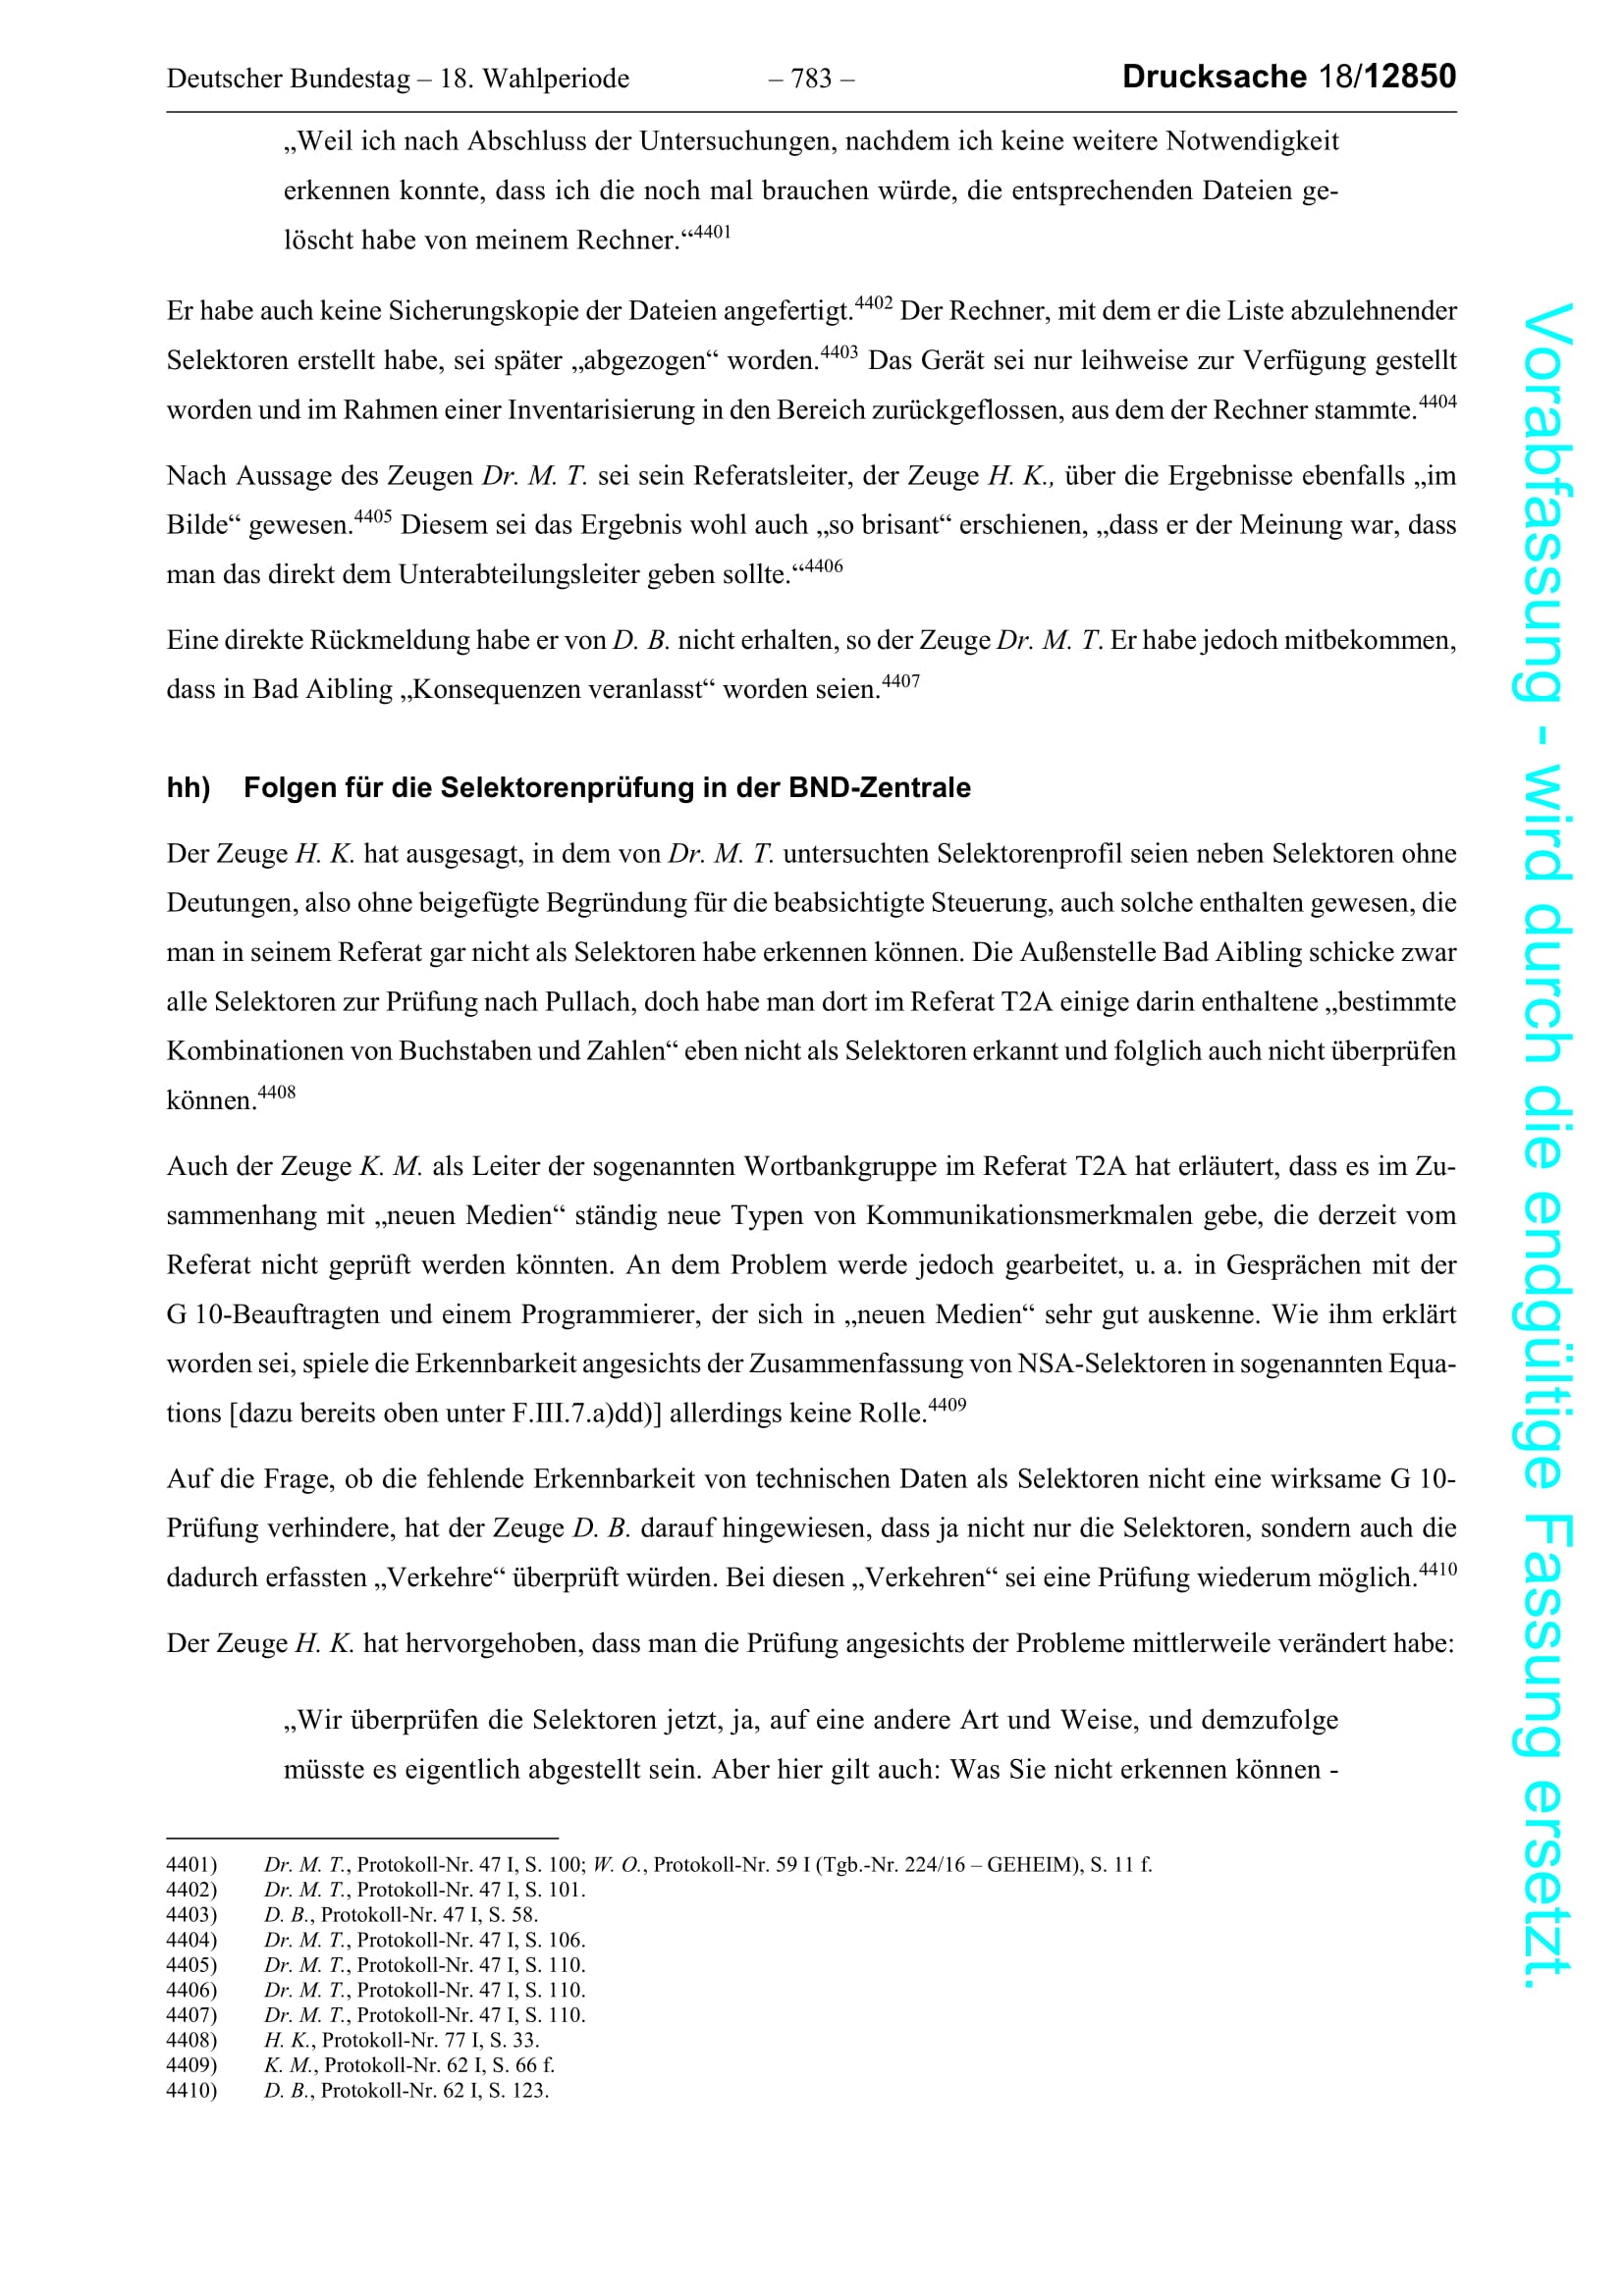 Deutscher Bundestag – 18. Wahlperiode – 783 – Drucksache 18/12850
„Weil ich nach Abschluss der Untersuchungen, nachdem ich keine weitere Notwendigkeit
erkennen konnte, dass ich die noch mal brauchen würde, die entsprechenden Dateien ge-
löscht habe von meinem Rechner.“4401
Er habe auch keine Sicherungskopie der Dateien angefertigt.4402 Der Rechner, mit dem er die Liste abzulehnender
Selektoren erstellt habe, sei später „abgezogen“ worden.4403 Das Gerät sei nur leihweise zur Verfügung gestellt
worden und im Rahmen einer Inventarisierung in den Bereich zurückgeflossen, aus dem der Rechner stammte.4404
Nach Aussage des Zeugen Dr. M. T. sei sein Referatsleiter, der Zeuge H. K., über die Ergebnisse ebenfalls „im
Bilde“ gewesen.4405 Diesem sei das Ergebnis wohl auch „so brisant“ erschienen, „dass er der Meinung war, dass
man das direkt dem Unterabteilungsleiter geben sollte.“4406
Eine direkte Rückmeldung habe er von D. B. nicht erhalten, so der Zeuge Dr. M. T. Er habe jedoch mitbekommen,
dass in Bad Aibling „Konsequenzen veranlasst“ worden seien.4407
hh) Folgen für die Selektorenprüfung in der BND-Zentrale
Der Zeuge H. K. hat ausgesagt, in dem von Dr. M. T. untersuchten Selektorenprofil seien neben Selektoren ohne
Deutungen, also ohne beigefügte Begründung für die beabsichtigte Steuerung, auch solche enthalten gewesen, die
man in seinem Referat gar nicht als Selektoren habe erkennen können. Die Außenstelle Bad Aibling schicke zwar
alle Selektoren zur Prüfung nach Pullach, doch habe man dort im Referat T2A einige darin enthaltene „bestimmte
Kombinationen von Buchstaben und Zahlen“ eben nicht als Selektoren erkannt und folglich auch nicht überprüfen
können.4408
Auch der Zeuge K. M. als Leiter der sogenannten Wortbankgruppe im Referat T2A hat erläutert, dass es im Zu-
sammenhang mit „neuen Medien“ ständig neue Typen von Kommunikationsmerkmalen gebe, die derzeit vom
Referat nicht geprüft werden könnten. An dem Problem werde jedoch gearbeitet, u. a. in Gesprächen mit der
G 10-Beauftragten und einem Programmierer, der sich in „neuen Medien“ sehr gut auskenne. Wie ihm erklärt
worden sei, spiele die Erkennbarkeit angesichts der Zusammenfassung von NSA-Selektoren in sogenannten Equa-
tions [dazu bereits oben unter F.III.7.a)dd)] allerdings keine Rolle.4409
Auf die Frage, ob die fehlende Erkennbarkeit von technischen Daten als Selektoren nicht eine wirksame G 10-
Prüfung verhindere, hat der Zeuge D. B. darauf hingewiesen, dass ja nicht nur die Selektoren, sondern auch die
dadurch erfassten „Verkehre“ überprüft würden. Bei diesen „Verkehren“ sei eine Prüfung wiederum möglich.4410
Der Zeuge H. K. hat hervorgehoben, dass man die Prüfung angesichts der Probleme mittlerweile verändert habe:
„Wir überprüfen die Selektoren jetzt, ja, auf eine andere Art und Weise, und demzufolge
müsste es eigentlich abgestellt sein. Aber hier gilt auch: Was Sie nicht erkennen können -
4401) Dr. M. T., Protokoll-Nr. 47 I, S. 100; W. O., Protokoll-Nr. 59 I (Tgb.-Nr. 224/16 – GEHEIM), S. 11 f.
4402) Dr. M. T., Protokoll-Nr. 47 I, S. 101.
4403) D. B., Protokoll-Nr. 47 I, S. 58.
4404) Dr. M. T., Protokoll-Nr. 47 I, S. 106.
4405) Dr. M. T., Protokoll-Nr. 47 I, S. 110.
4406) Dr. M. T., Protokoll-Nr. 47 I, S. 110.
4407) Dr. M. T., Protokoll-Nr. 47 I, S. 110.
4408) H. K., Protokoll-Nr. 77 I, S. 33.
4409) K. M., Protokoll-Nr. 62 I, S. 66 f.
4410) D. B., Protokoll-Nr. 62 I, S. 123.
Vorabfassung - wird durch die endgültige Fassung ersetzt.